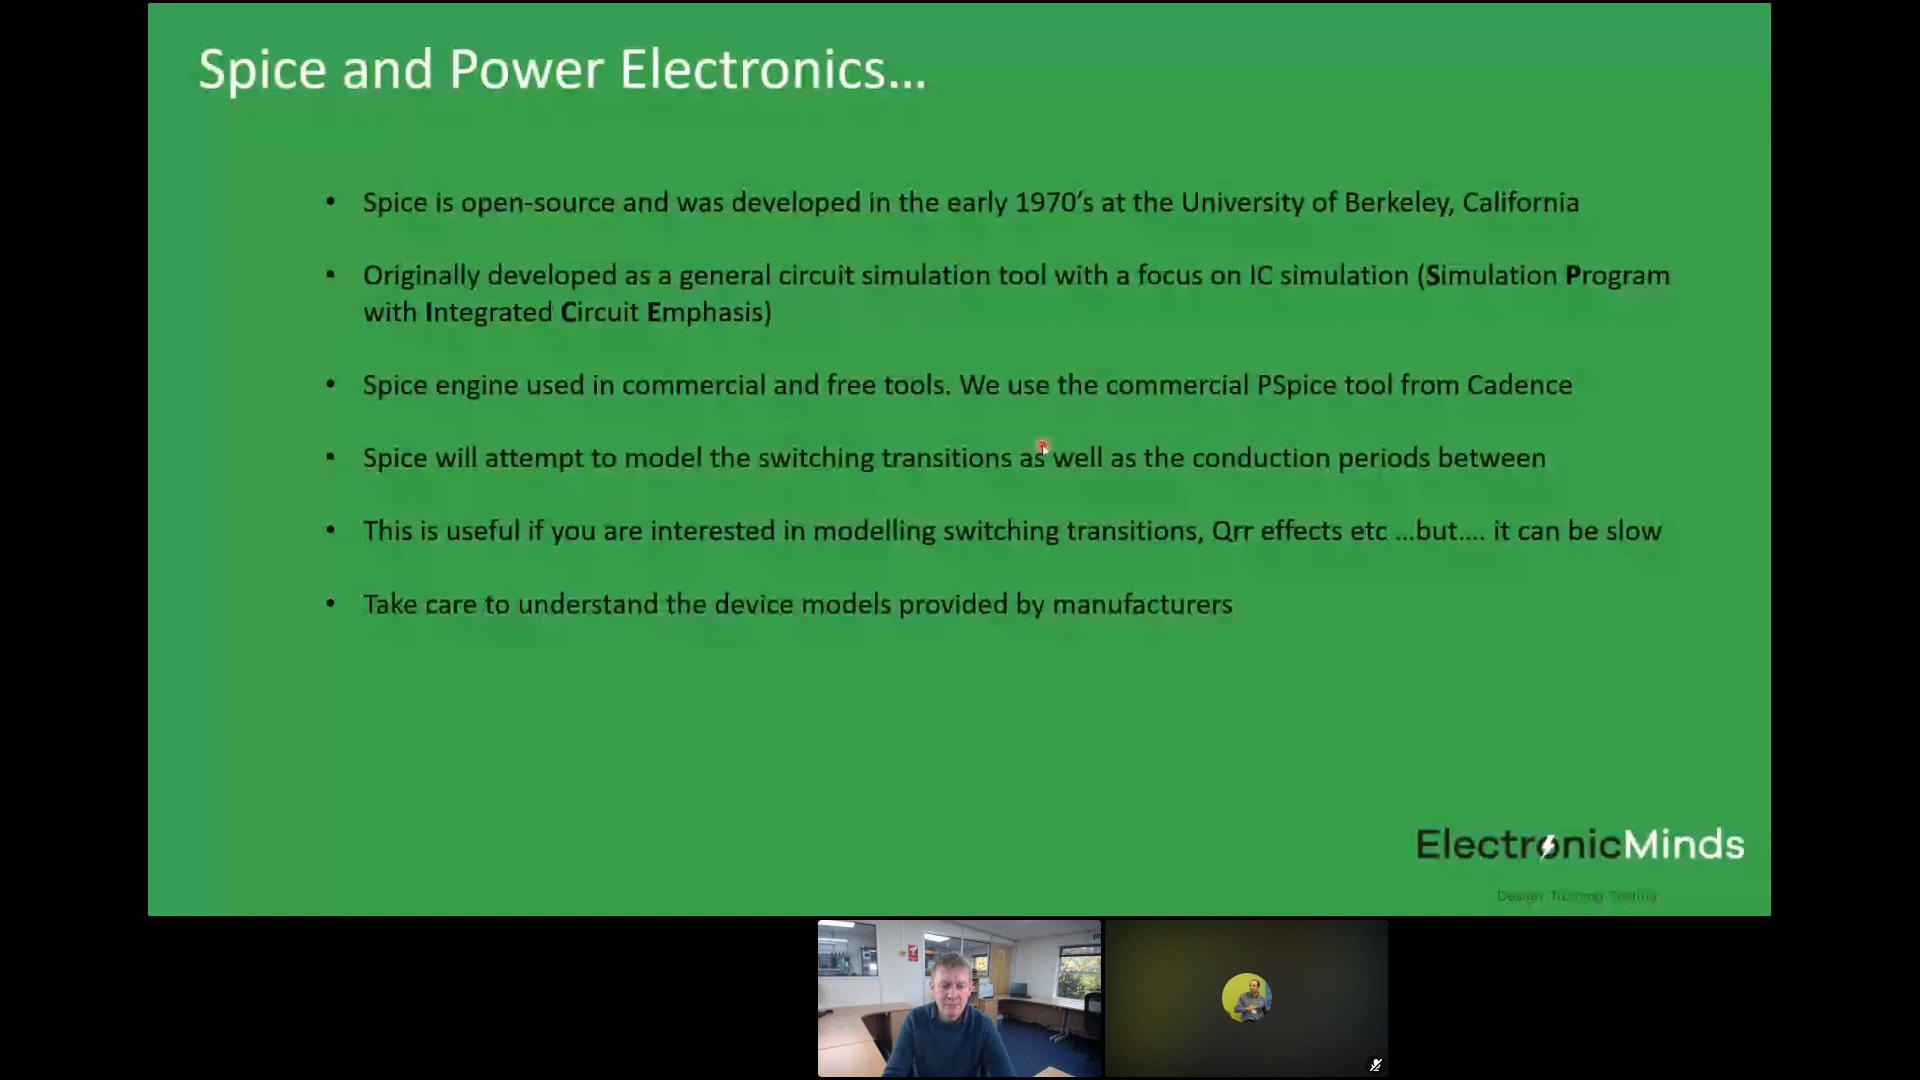 Spice and Power Electronics...
• Spice is open-source and was developed in the early 1970's at the University of Berkeley, California
• Originally developed as a general circuit simulation tool with a focus on IC simulation (Simulation Program
with Integrated Circuit Emphasis)
• Spice engine used in commercial and free tools. We use the commercial PSpice tool from Cadence
• Spice will attempt to model the switching transitions as well as the conduction periods between
• This is useful if you are interested in modelling switching transitions, Qrr effects etc ...but.... it can be slow
• Take care to understand the device models provided by manufacturers
ElectronicMinds
Design Training Testing